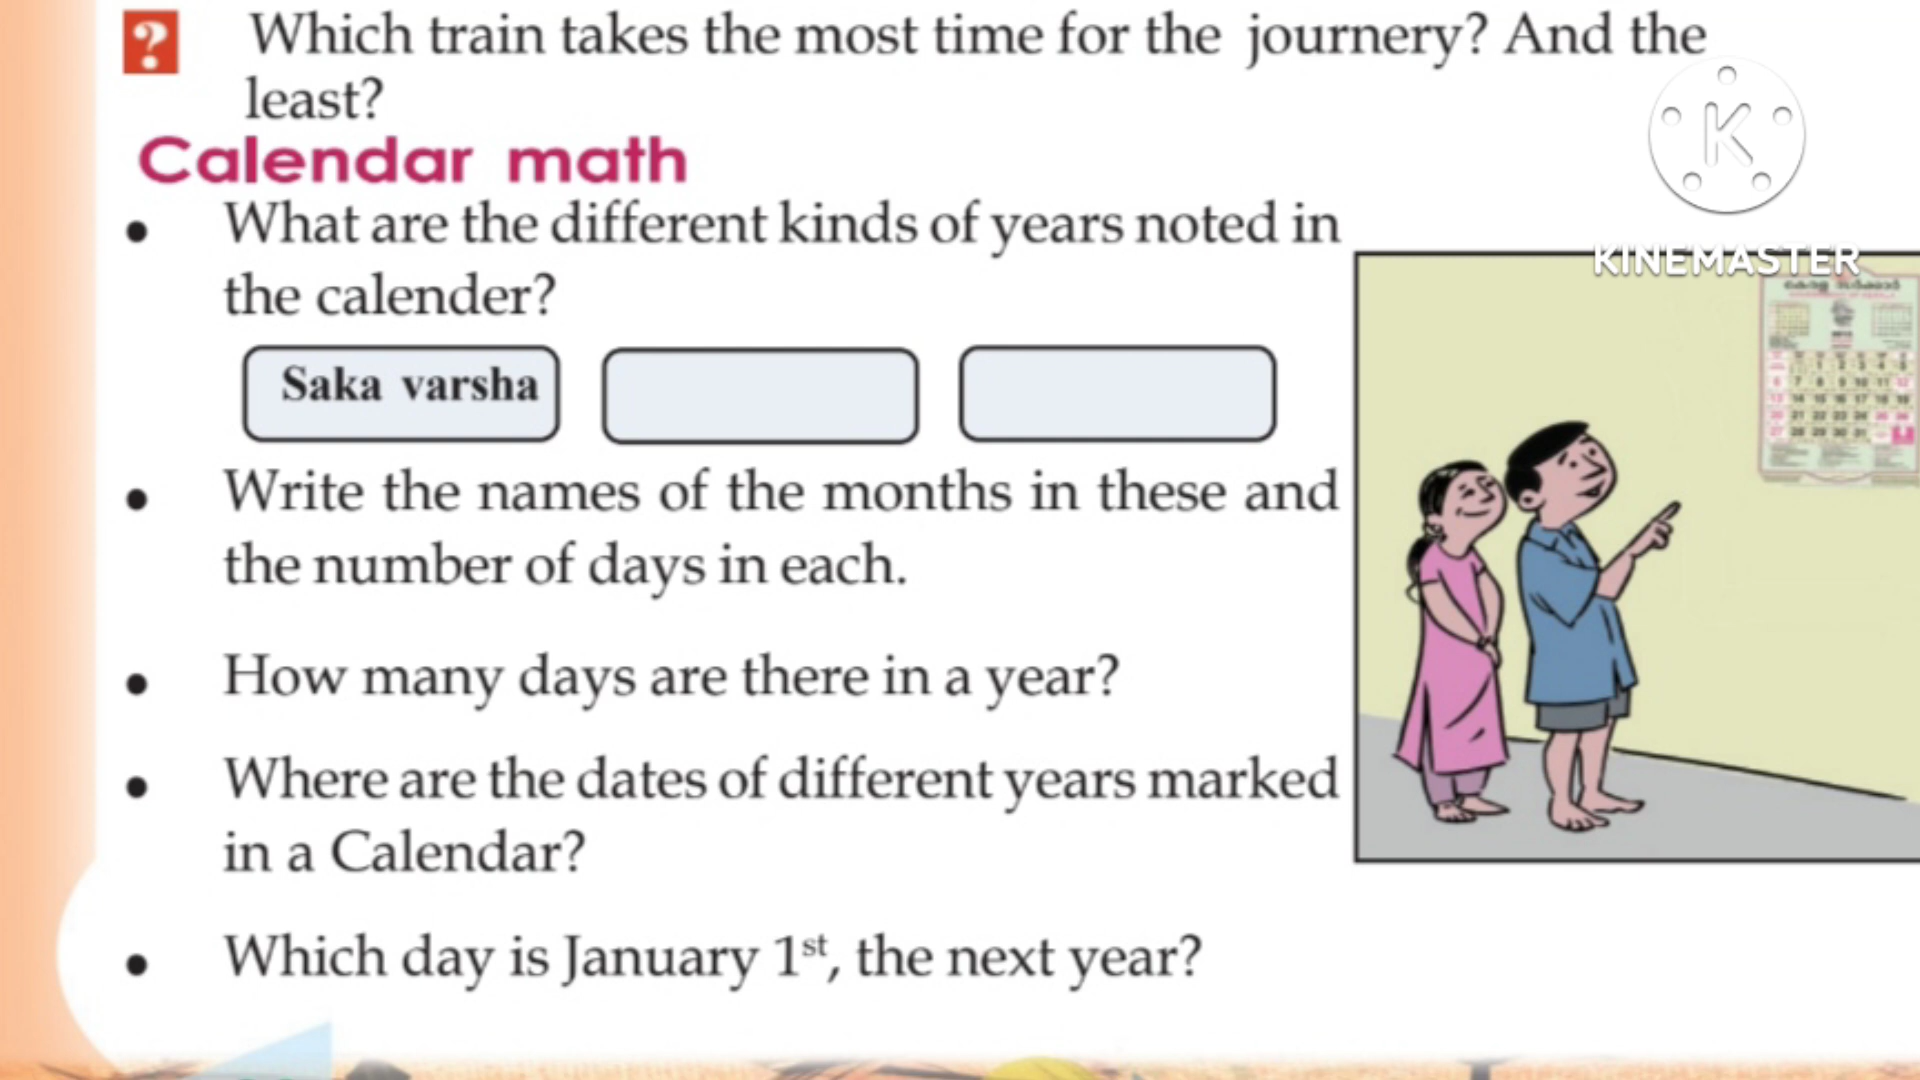 ? Which train takes the most time for the journery? And the
least?
Calendar math
• What are the different kinds of years noted in
the calender?
Saka varsha
• Write the names of the months in these and
the number of days in each.
• How many days are there in a year?
• Where are the dates of different years marked
in a Calendar?
• Which day is January 1st, the next year?
K
KINEMASTER
കേരള സർക്കാർ